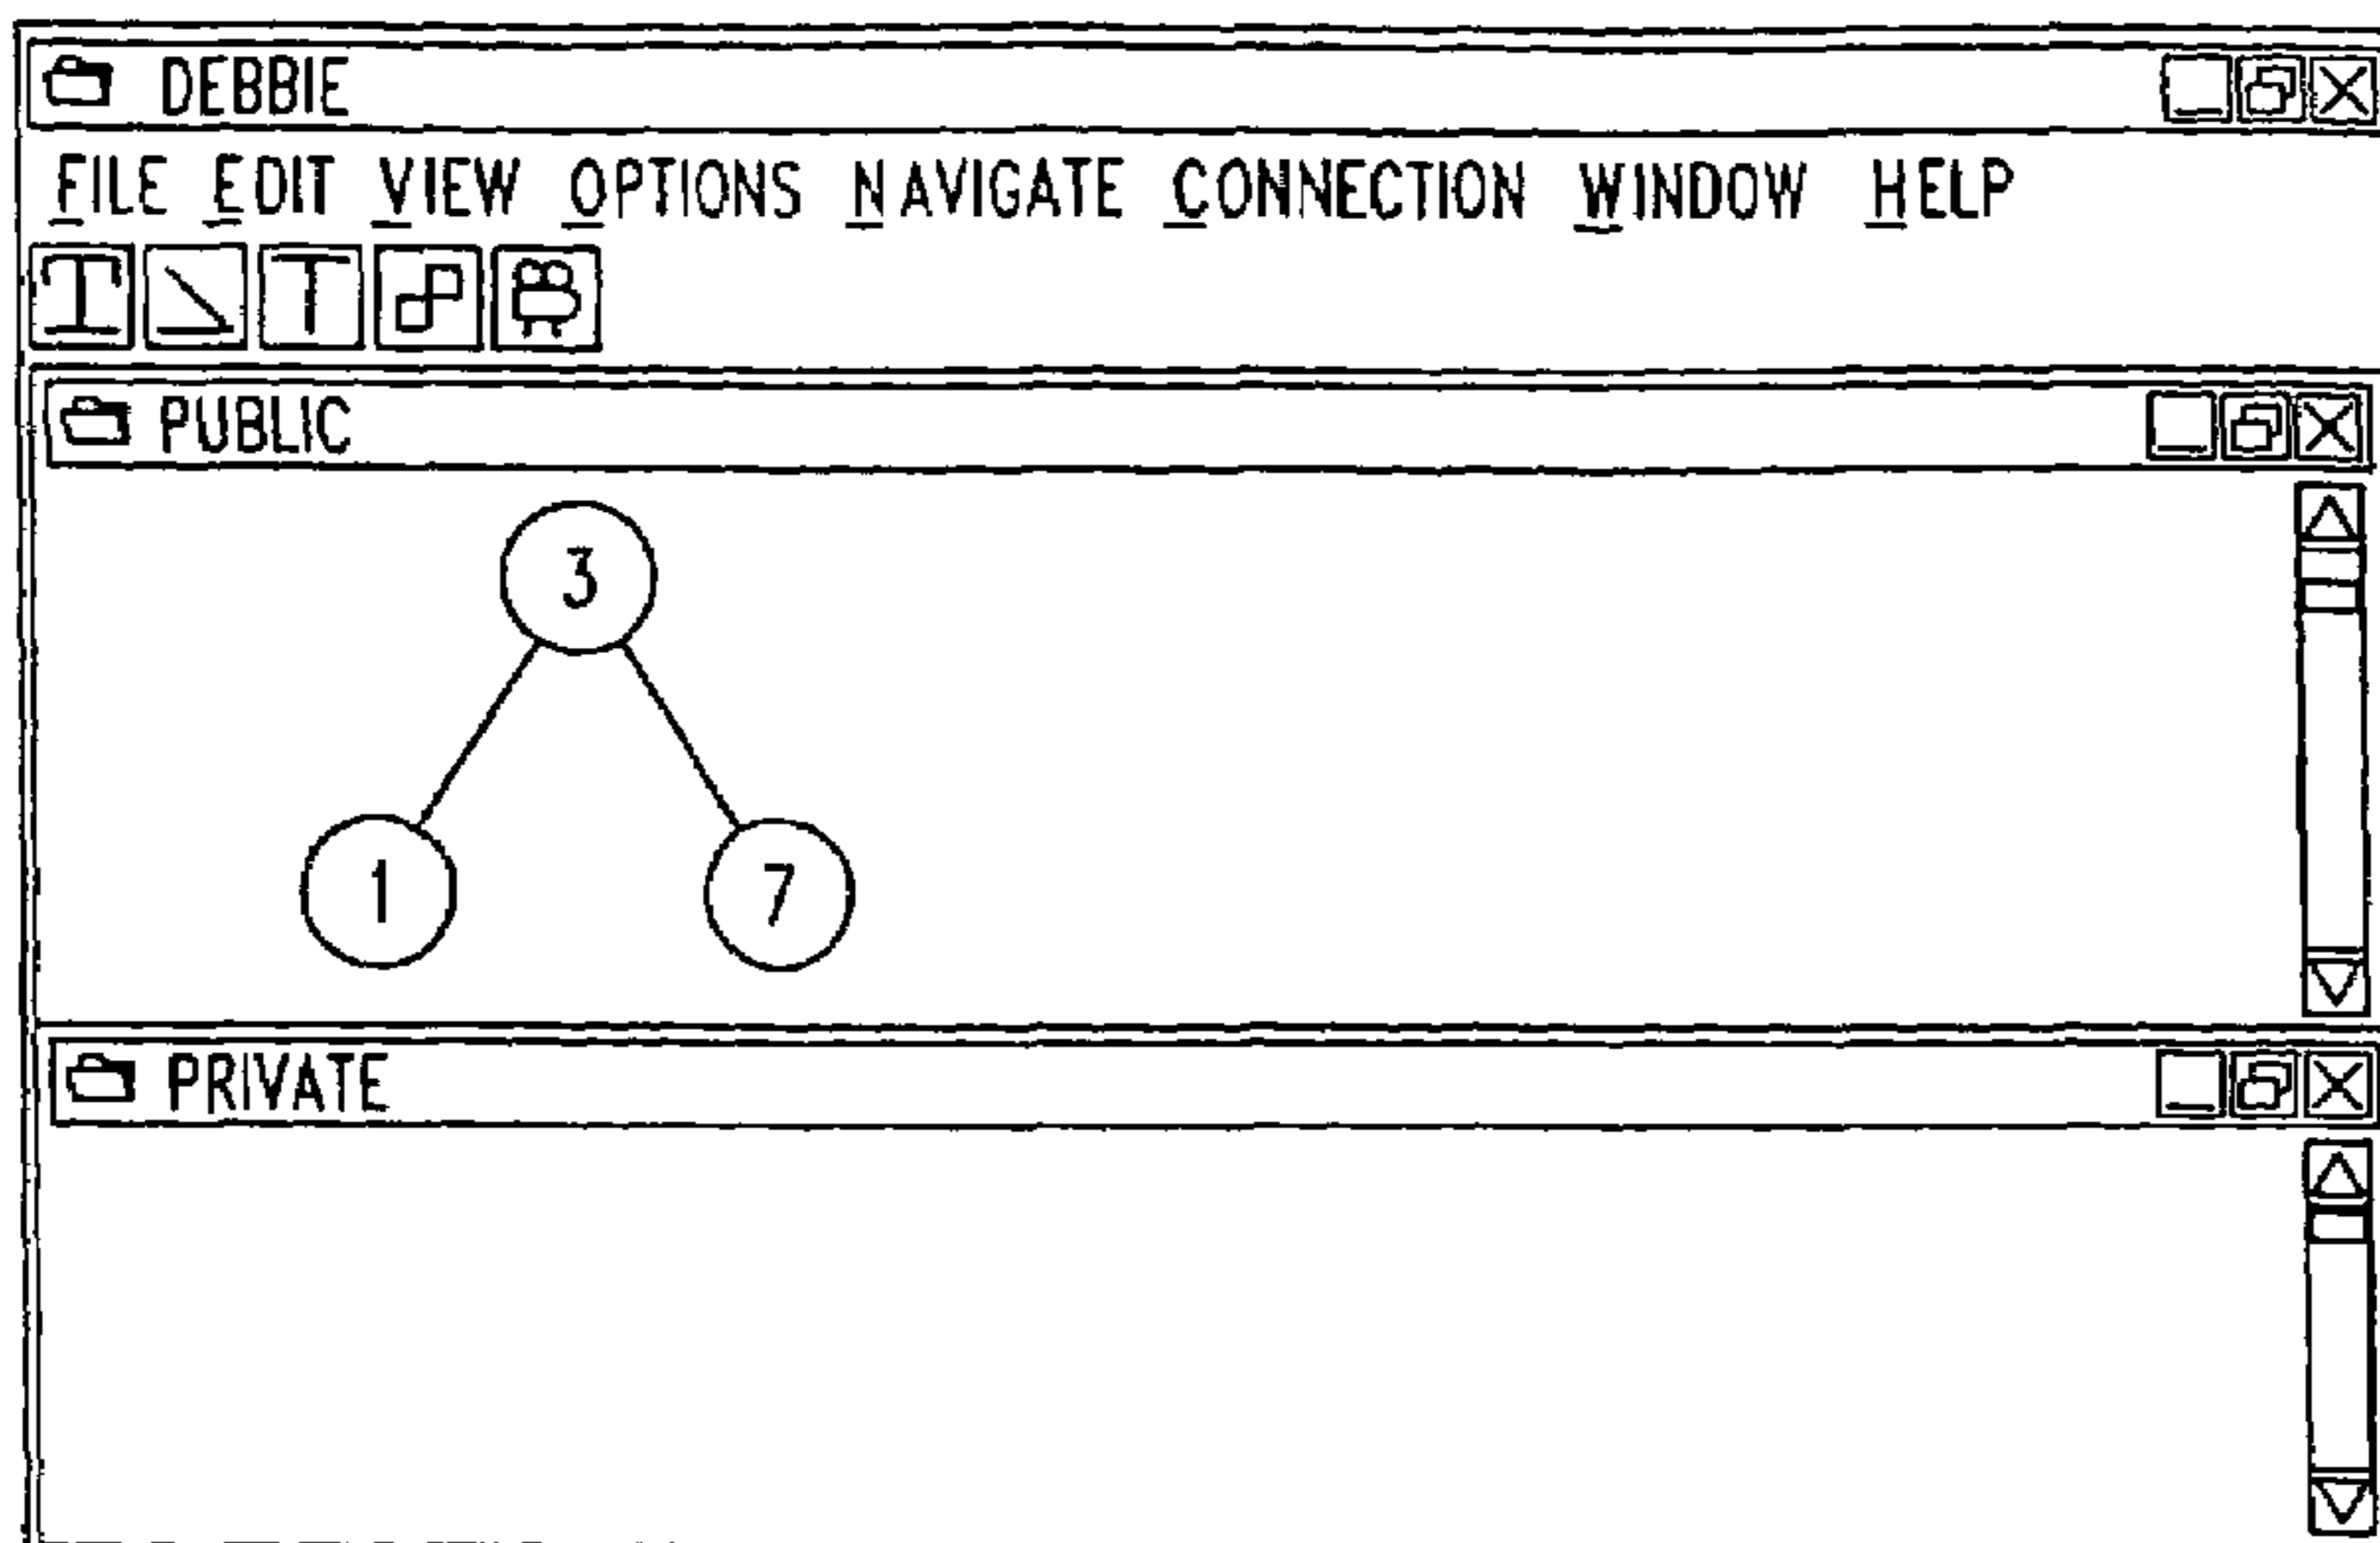 DEBBIE
FILE EDIT VIEW OPTIONS NAVIGATE CONNECTION WINDOW HELP
T
PUBLIC
3
1 7
PRIVATE